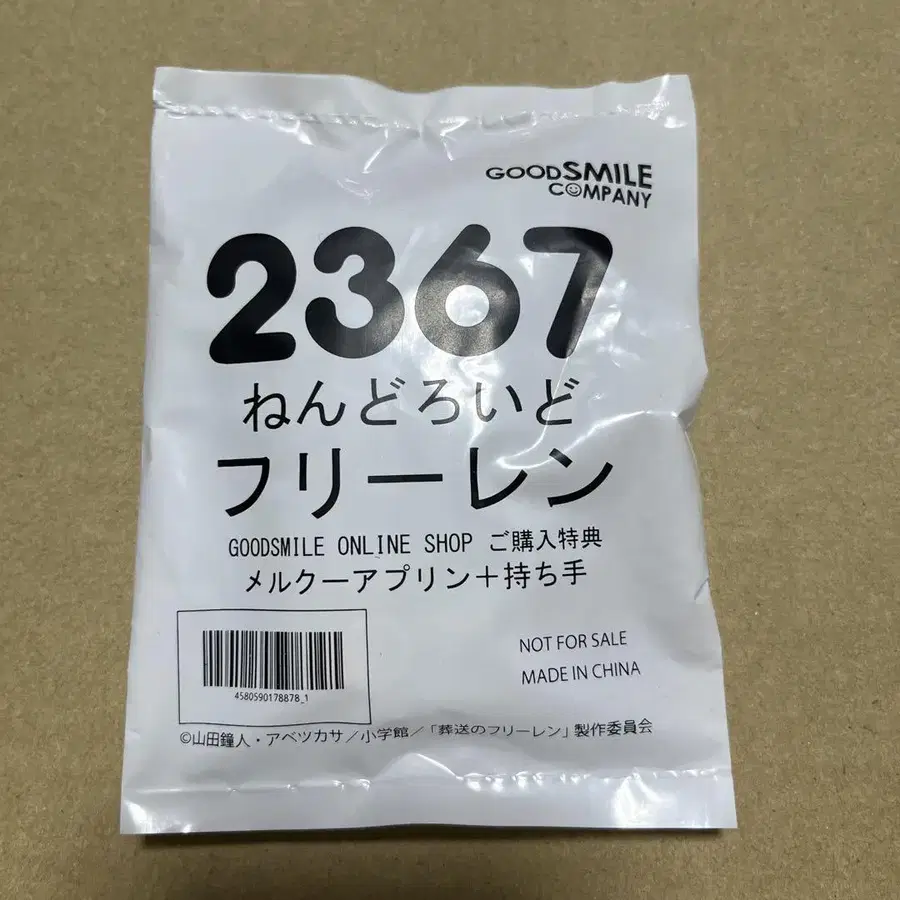 GOODSMILE
COMPANY
2367
ねんどろいど
フリーレン
GOODSMILE ONLINE SHOP ご購入特典
メルクーアプリン＋持ち手
NOT FOR SALE
MADE IN CHINA
4580590178878_1
©山田鐘人・アベツカサ／小学館／「葬送のフリーレン」製作委員会